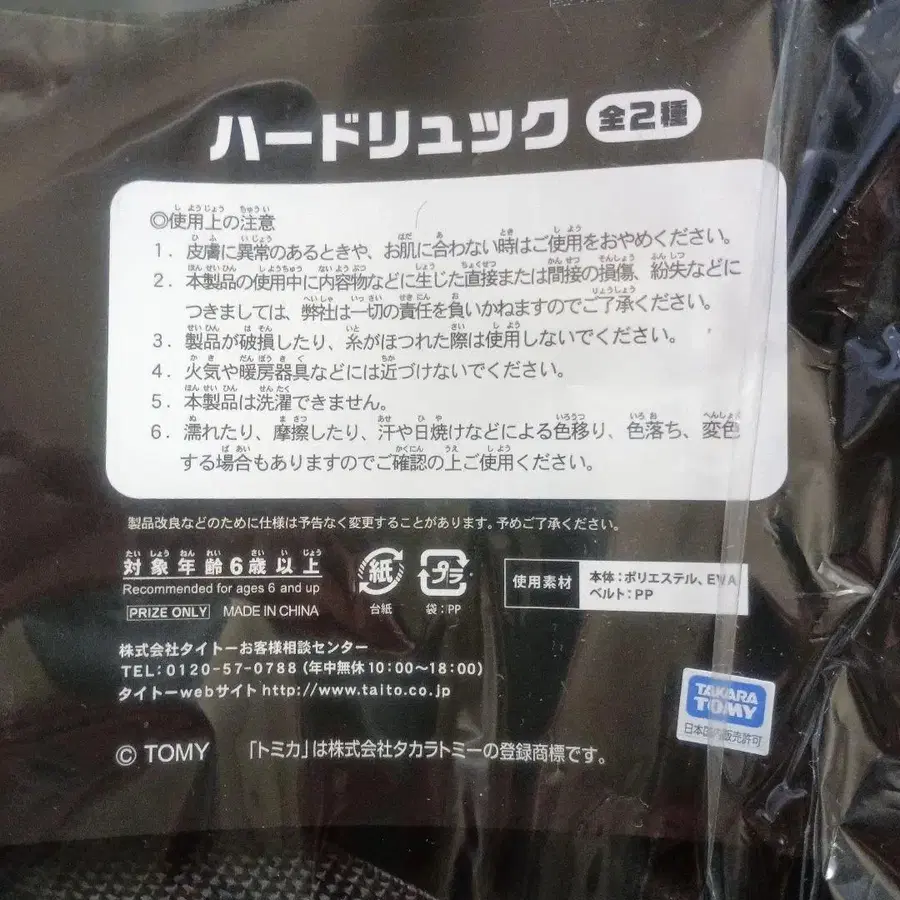 ハードリュック 全2種
◎使用上の注意
1. 皮膚に異常のあるときや、お肌に合わない時はご使用をおやめください。
2. 本製品の使用中に内容物などに生じた直接または間接の損傷、紛失などに
つきましては、弊社は一切の責任を負いかねますのでご了承ください。
3. 製品が破損したり、糸がほつれた際は使用しないでください。
4. 火気や暖房器具などには近づけないでください。
5. 本製品は洗濯できません。
6. 濡れたり、摩擦したり、汗や日焼けなどによる色移り、色落ち、変色
する場合もありますのでご確認の上ご使用ください。
製品改良などのために仕様は予告なく変更することがあります。予めご了承ください。
対象年齢6歳以上
Recommended for ages 6 and up
PRIZE ONLY MADE IN CHINA
紙
台紙
プラ
袋:PP
使用素材
本体:ポリエステル、EVA
ベルト:PP
株式会社タイトーお客様相談センター
TEL:0120-57-0788 (年中無休10:00〜18:00)
タイトーwebサイト http://www.taito.co.jp
TAKARA
TOMY
日本国内販売許可
© TOMY 「トミカ」は株式会社タカラトミーの登録商標です。